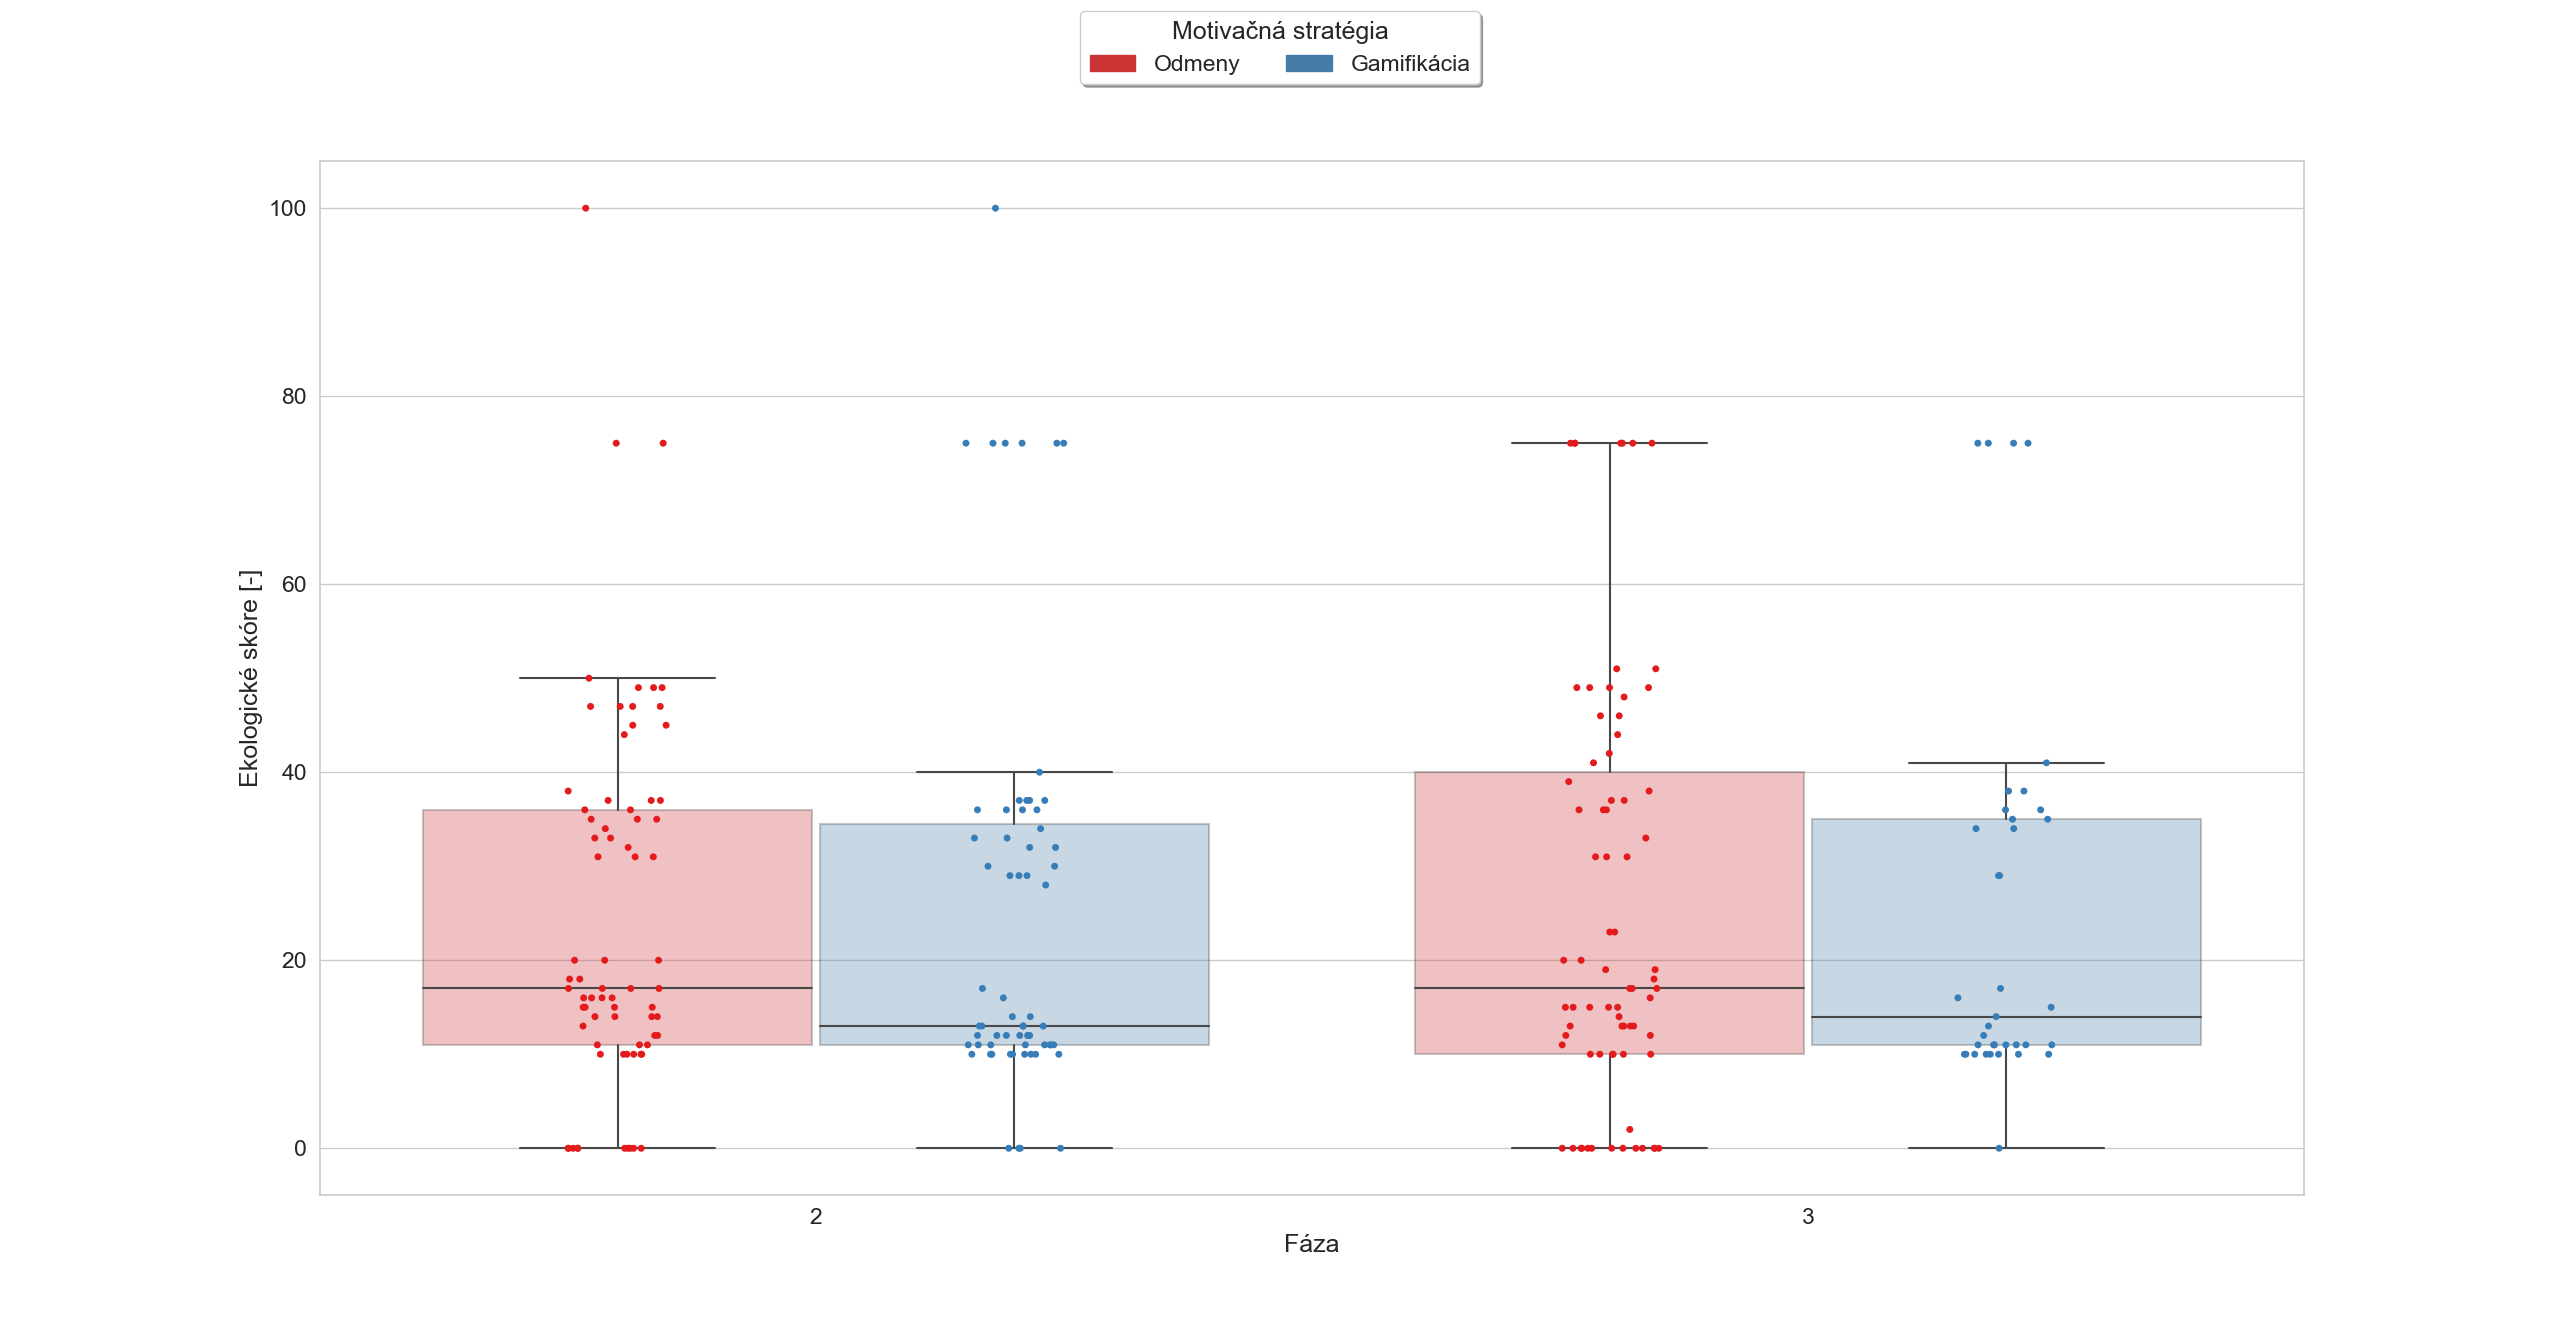 Motivačná stratégia
Odmeny Gamifikácia
100
80
60
40
20
0
Ekologické skóre [-]
2 3
Fáza